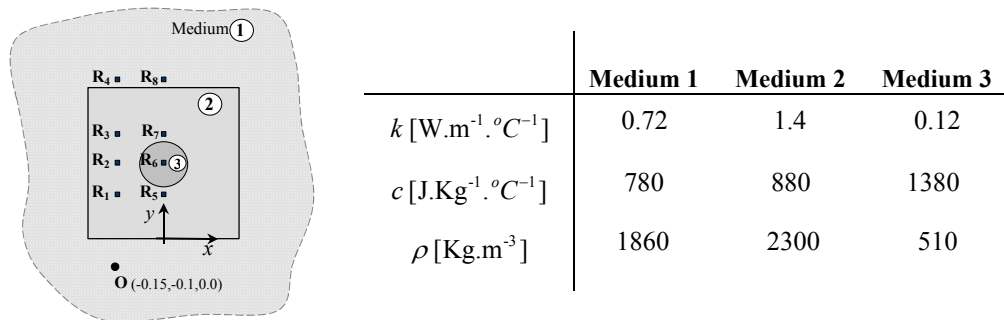 Medium 1
R₄ R₈
2
R₃ R₇
R₂ R₆ 3
R₁ R₅
y
x
O (-0.15,-0.1,0.0)
Medium 1 Medium 2 Medium 3
k [W.m⁻¹.ᵒC⁻¹] 0.72 1.4 0.12
c [J.Kg⁻¹.ᵒC⁻¹] 780 880 1380
ρ [Kg.m⁻³] 1860 2300 510